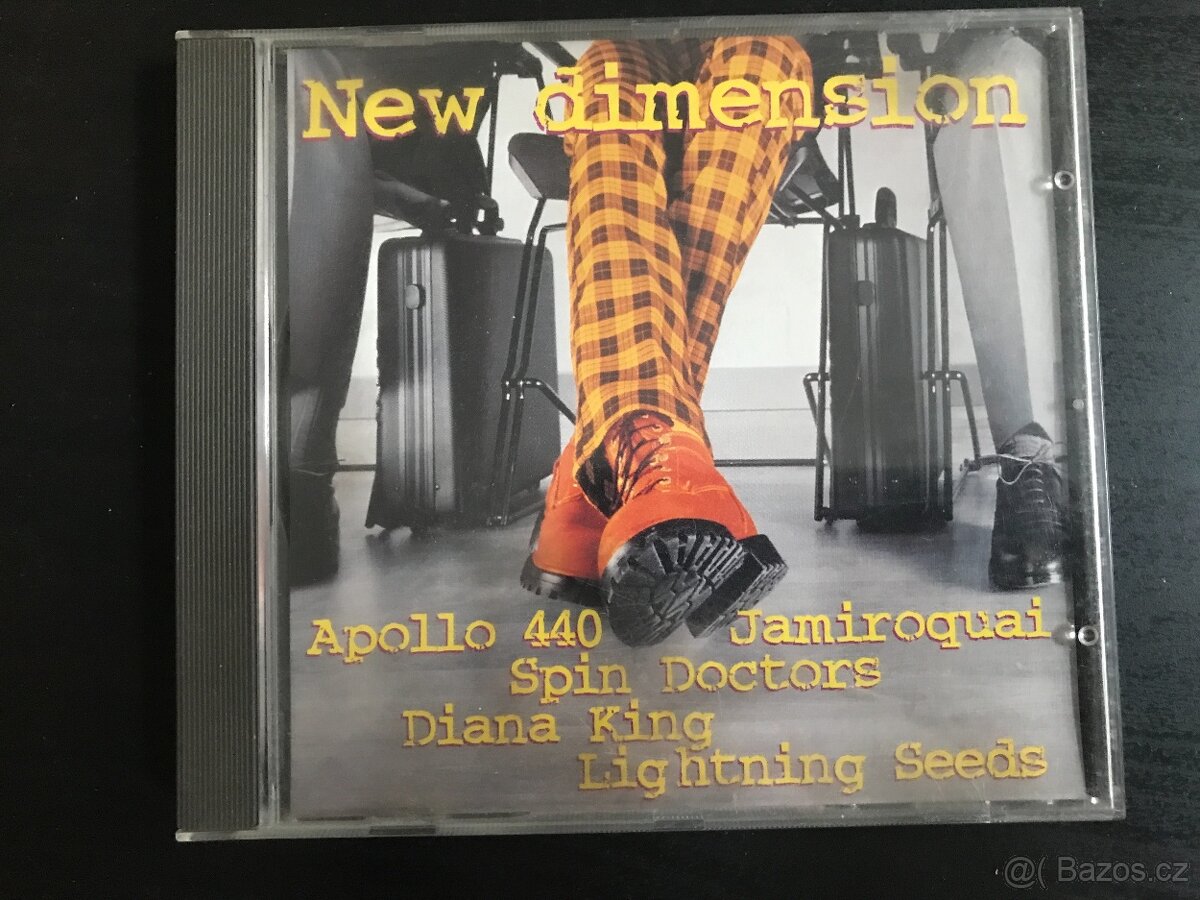 New dimension
Apollo 440 Jamiroquai
Spin Doctors
Diana King
Lightning Seeds
@( Bazos.cz